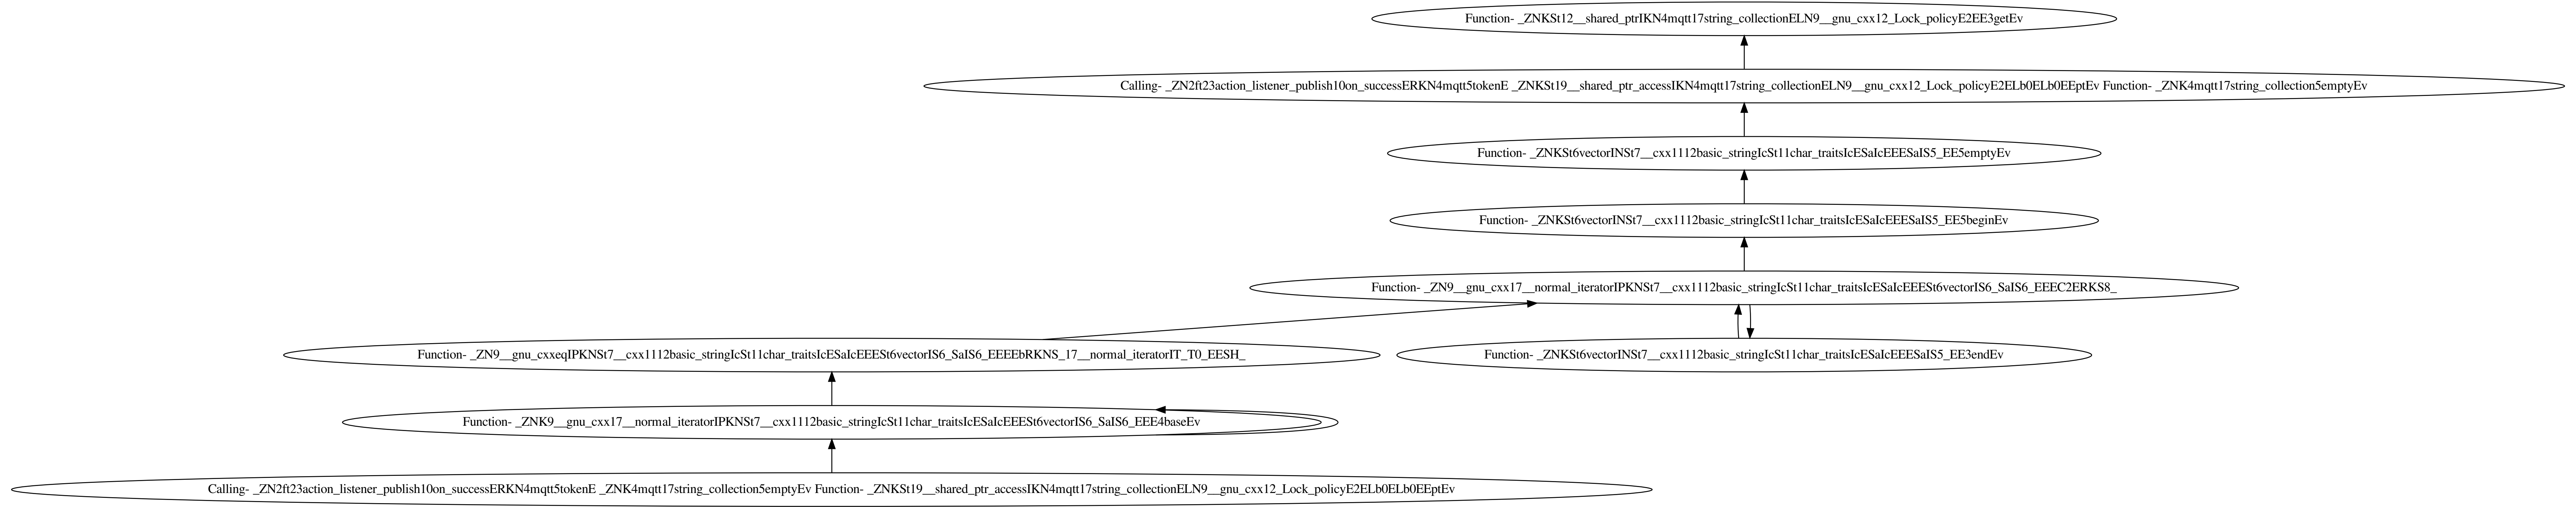 Function- _ZNKSt12__shared_ptrIKN4mqtt17string_collectionELN9__gnu_cxx12_Lock_policyE2EE3getEv
Calling- _ZN2ft23action_listener_publish10on_successERKN4mqtt5tokenE _ZNKSt19__shared_ptr_accessIKN4mqtt17string_collectionELN9__gnu_cxx12_Lock_policyE2ELb0ELb0EEptEv Function- _ZNK4mqtt17string_collection5emptyEv
Function- _ZNKSt6vectorINSt7__cxx1112basic_stringIcSt11char_traitsIcESaIcEEESaIS5_EE5emptyEv
Function- _ZNKSt6vectorINSt7__cxx1112basic_stringIcSt11char_traitsIcESaIcEEESaIS5_EE5beginEv
Function- _ZN9__gnu_cxx17__normal_iteratorIPKNSt7__cxx1112basic_stringIcSt11char_traitsIcESaIcEEESt6vectorIS6_SaIS6_EEEC2ERKS8_
Function- _ZN9__gnu_cxxeqIPKNSt7__cxx1112basic_stringIcSt11char_traitsIcESaIcEEESt6vectorIS6_SaIS6_EEEEbRKNS_17__normal_iteratorIT_T0_EESH_
Function- _ZNKSt6vectorINSt7__cxx1112basic_stringIcSt11char_traitsIcESaIcEEESaIS5_EE3endEv
Function- _ZNK9__gnu_cxx17__normal_iteratorIPKNSt7__cxx1112basic_stringIcSt11char_traitsIcESaIcEEESt6vectorIS6_SaIS6_EEE4baseEv
Calling- _ZN2ft23action_listener_publish10on_successERKN4mqtt5tokenE _ZNK4mqtt17string_collection5emptyEv Function- _ZNKSt19__shared_ptr_accessIKN4mqtt17string_collectionELN9__gnu_cxx12_Lock_policyE2ELb0ELb0EEptEv